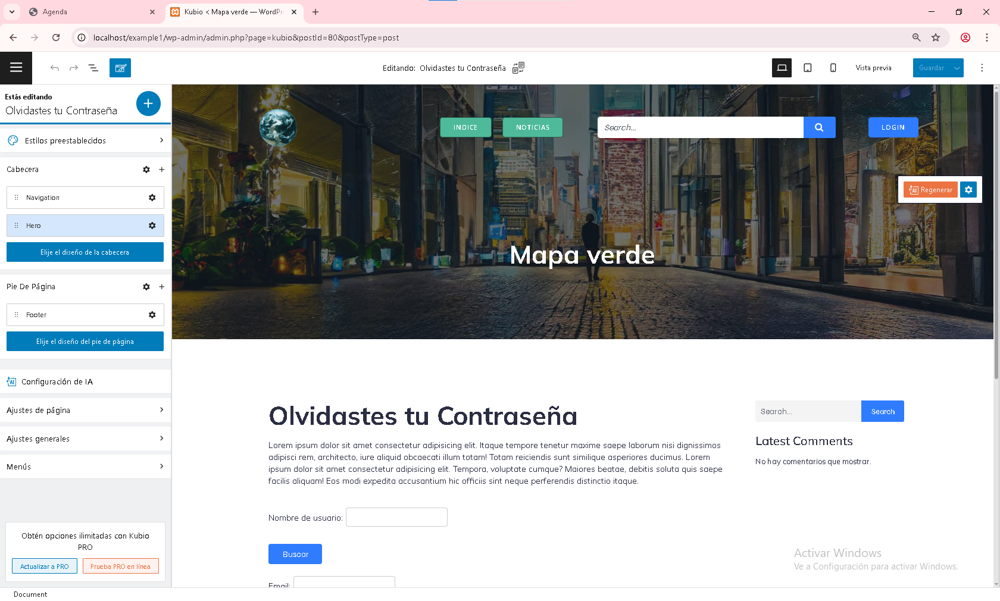 Agenda
Kubio < Mapa verde — WordPr
localhost/example1/wp-admin/admin.php?page=kubio&postId=80&postType=post
Editando: Olvidastes tu Contraseña
Vista previa
Guardar
Estás editando
Olvidastes tu Contraseña
Estilos preestablecidos
Cabecera
Navigation
Hero
Elije el diseño de la cabecera
Pie De Página
Footer
Elije el diseño del pie de página
AI Configuración de IA
Ajustes de página
Ajustes generales
Menús
Obtén opciones ilimitadas con Kubio
PRO
Actualizar a PRO
Prueba PRO en línea
Document
INDICE
NOTICIAS
Search...
LOGIN
AI Regenerar
Mapa verde
Olvidastes tu Contraseña
Lorem ipsum dolor sit amet consectetur adipisicing elit. Itaque tempore tenetur maxime saepe laborum nisi dignissimos
adipisci rem, architecto, iure aliquid obcaecati illum totam! Totam reiciendis sunt similique asperiores ducimus. Lorem
ipsum dolor sit amet consectetur adipisicing elit. Tempora, voluptate cumque? Maiores beatae, debitis soluta quis saepe
facilis aliquam! Eos modi expedita accusantium hic officiis sint neque perferendis distinctio itaque.
Nombre de usuario:
Buscar
Email:
Search...
Search
Latest Comments
No hay comentarios que mostrar.
Activar Windows
Ve a Configuración para activar Windows.